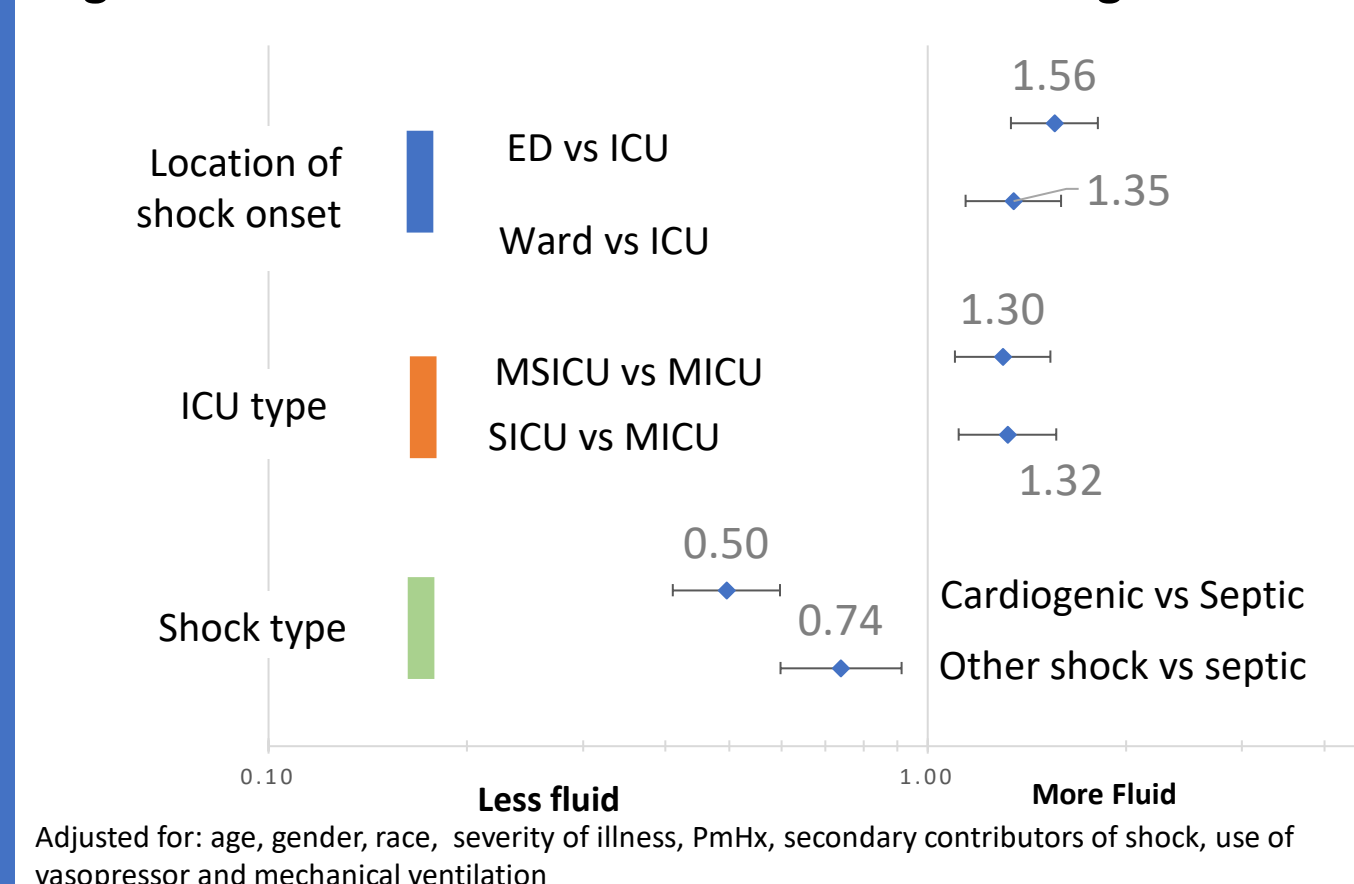 1.56
Location of
shock onset
ED vs ICU
1.35
Ward vs ICU
1.30
ICU type
MSICU vs MICU
SICU vs MICU
1.32
0.50
Shock type
Cardiogenic vs Septic
0.74
Other shock vs septic
0.10
1.00
Less fluid
More Fluid
Adjusted for: age, gender, race, severity of illness, PmHx, secondary contributors of shock, use of
vasopressor and mechanical ventilation